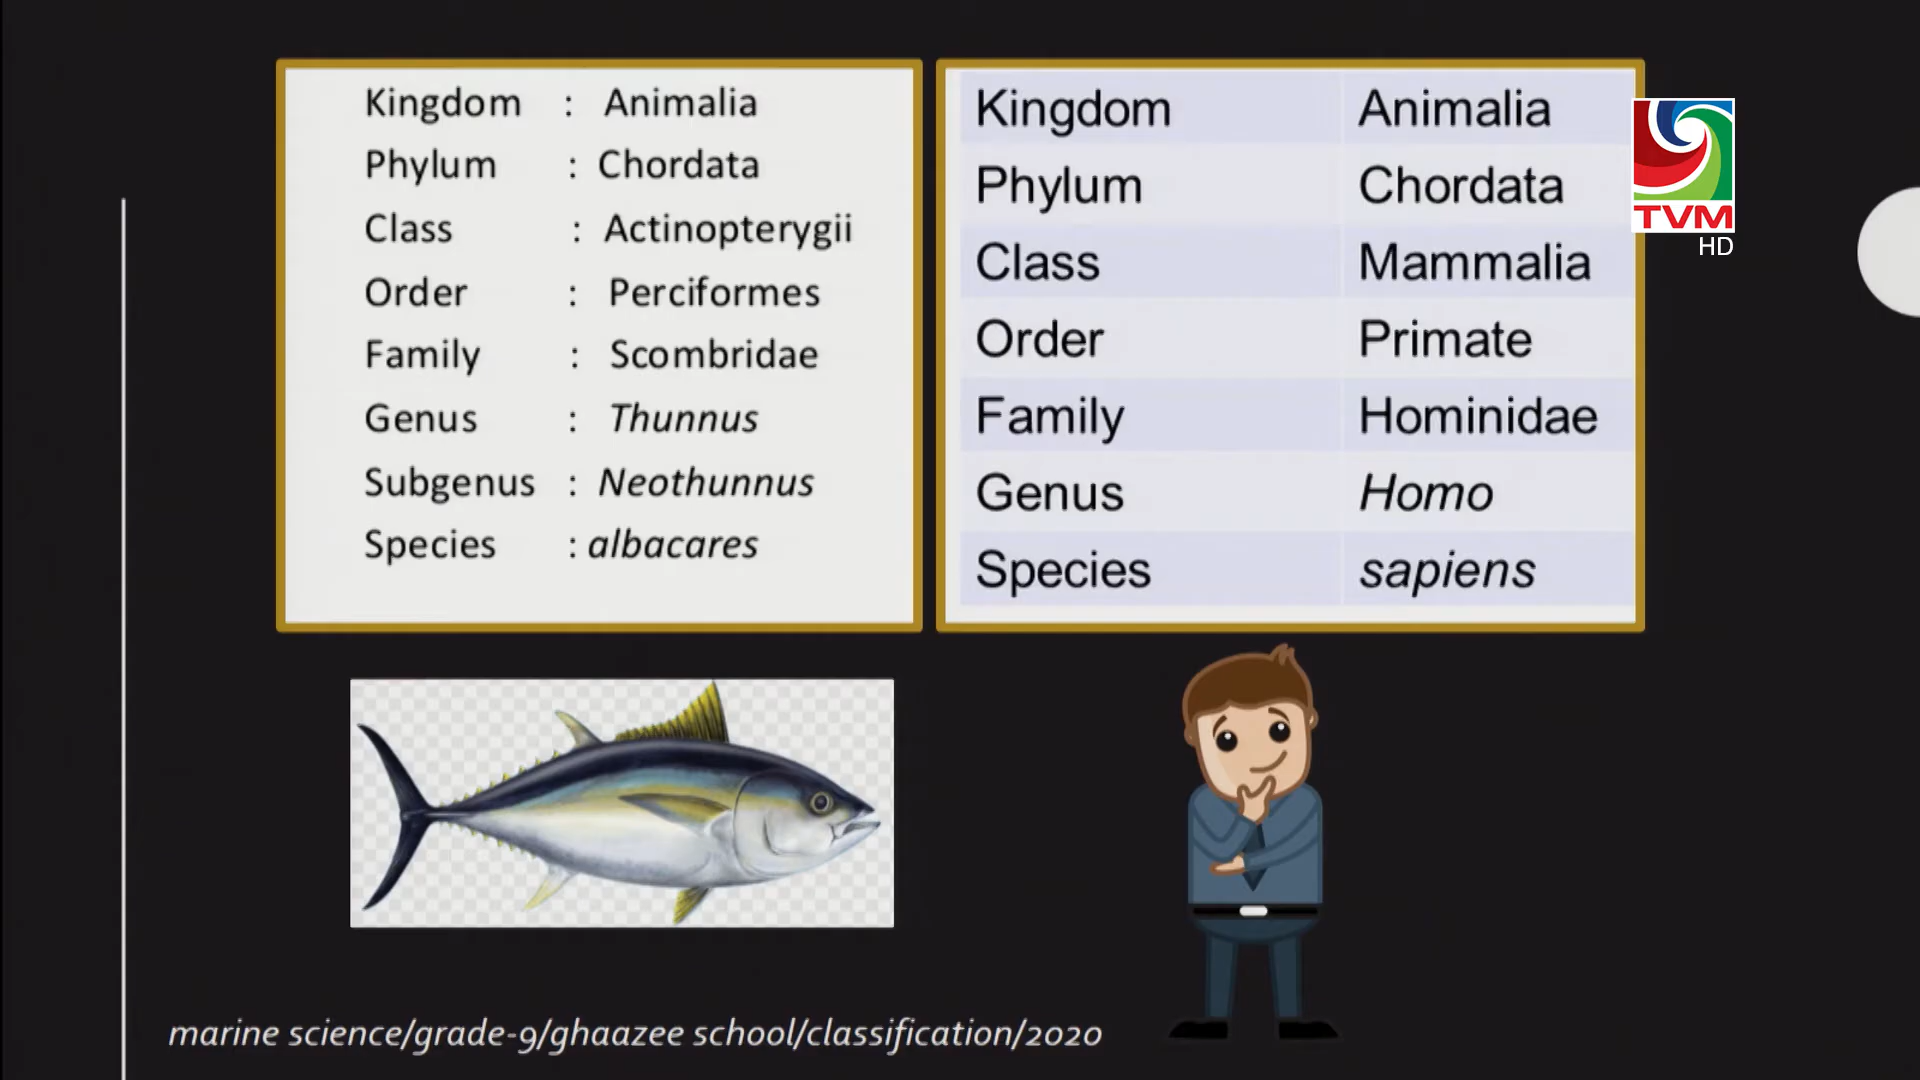 Kingdom : Animalia
Phylum : Chordata
Class : Actinopterygii
Order : Perciformes
Family : Scombridae
Genus : Thunnus
Subgenus : Neothunnus
Species : albacares
Kingdom Animalia
Phylum Chordata
Class Mammalia
Order Primate
Family Hominidae
Genus Homo
Species sapiens
TVM
HD
marine science/grade-9/ghaazee school/classification/2020